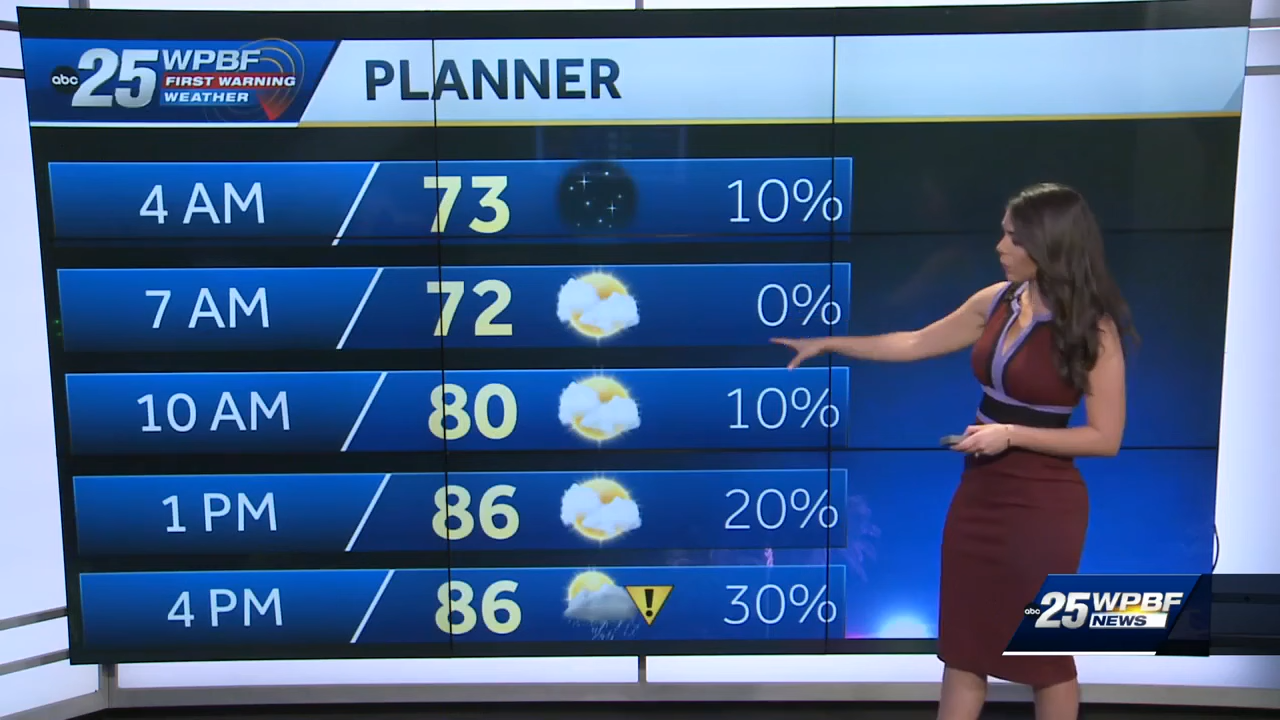 abc 25 WPBF
FIRST WARNING
WEATHER
PLANNER
4 AM 73 10%
7 AM 72 0%
10 AM 80 10%
1 PM 86 20%
4 PM 86 ! 30%
abc 25 WPBF
NEWS